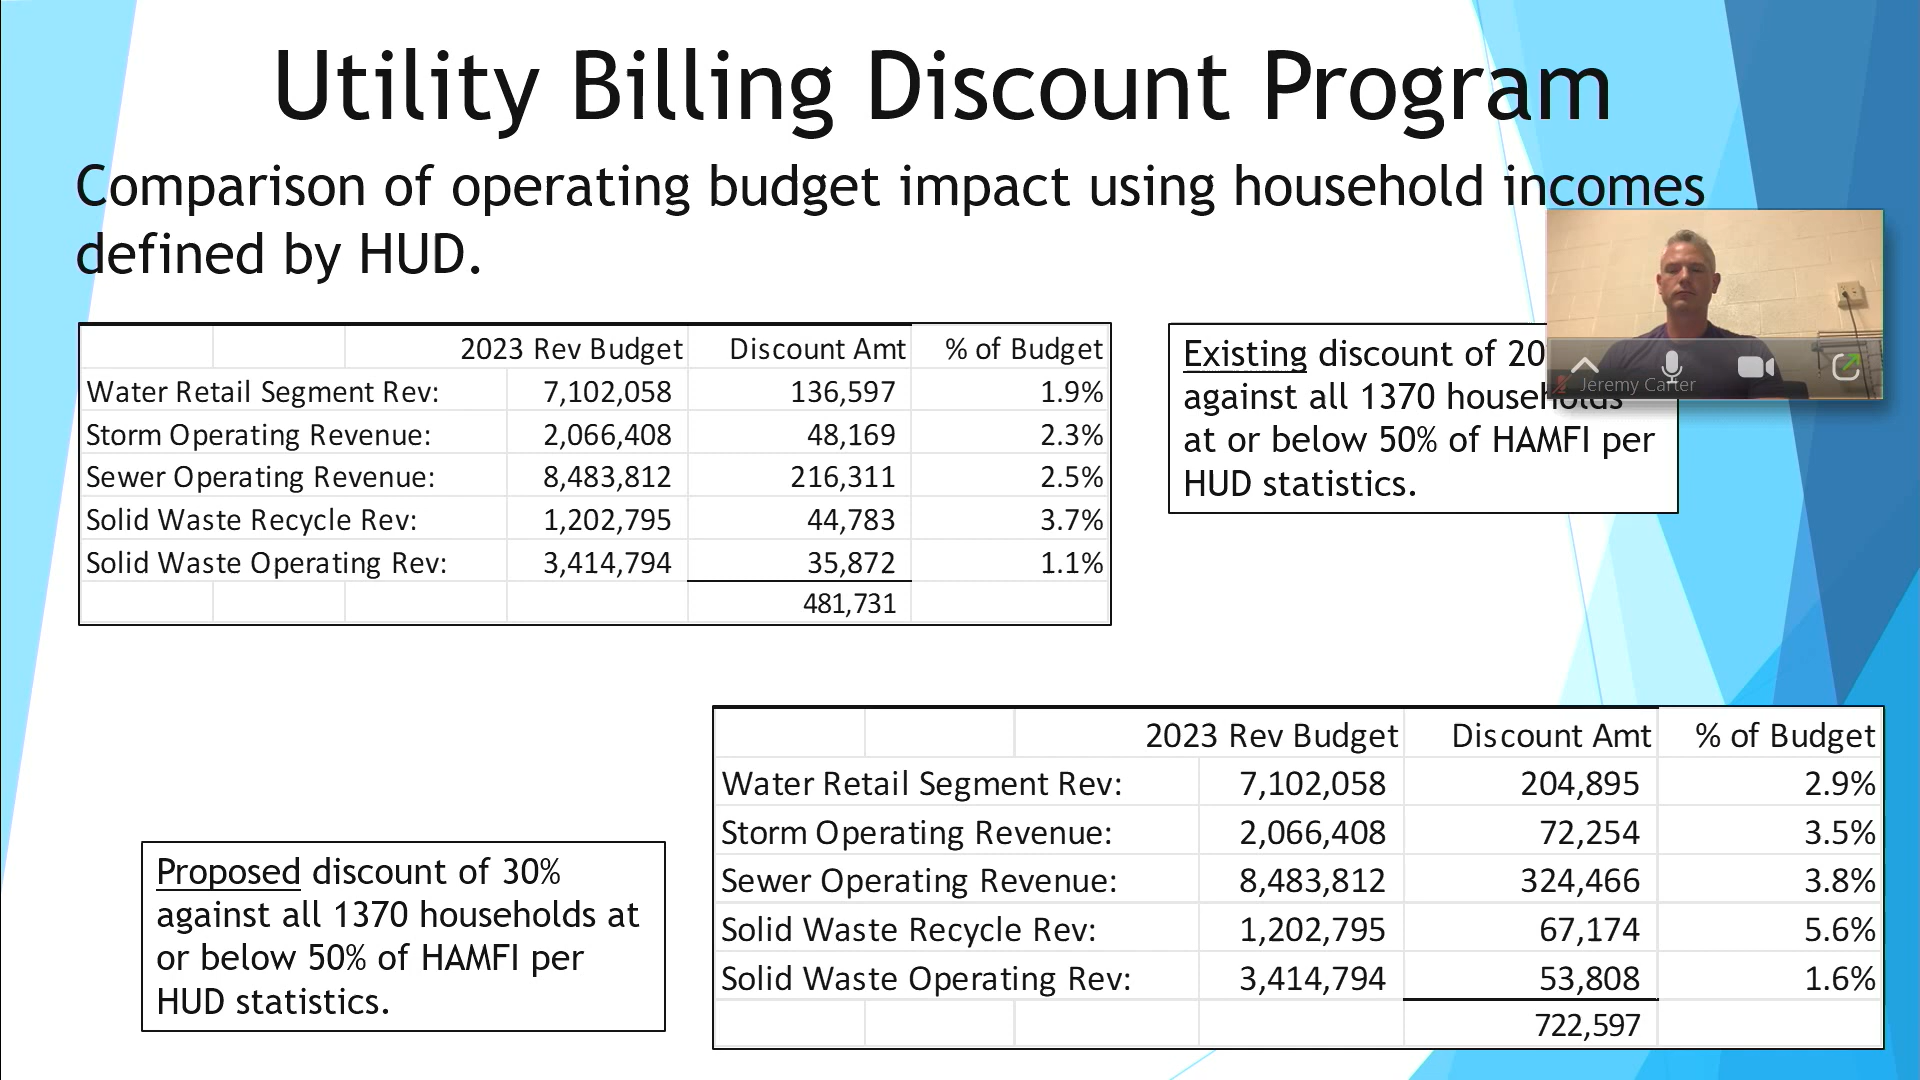 Utility Billing Discount Program
Comparison of operating budget impact using household incomes
defined by HUD.
2023 Rev Budget Discount Amt % of Budget
Water Retail Segment Rev: 7,102,058 136,597 1.9%
Storm Operating Revenue: 2,066,408 48,169 2.3%
Sewer Operating Revenue: 8,483,812 216,311 2.5%
Solid Waste Recycle Rev: 1,202,795 44,783 3.7%
Solid Waste Operating Rev: 3,414,794 35,872 1.1%
481,731
Existing discount of 20
against all 1370 households
at or below 50% of HAMFI per
HUD statistics.
Jeremy Carter
Proposed discount of 30%
against all 1370 households at
or below 50% of HAMFI per
HUD statistics.
2023 Rev Budget Discount Amt % of Budget
Water Retail Segment Rev: 7,102,058 204,895 2.9%
Storm Operating Revenue: 2,066,408 72,254 3.5%
Sewer Operating Revenue: 8,483,812 324,466 3.8%
Solid Waste Recycle Rev: 1,202,795 67,174 5.6%
Solid Waste Operating Rev: 3,414,794 53,808 1.6%
722,597